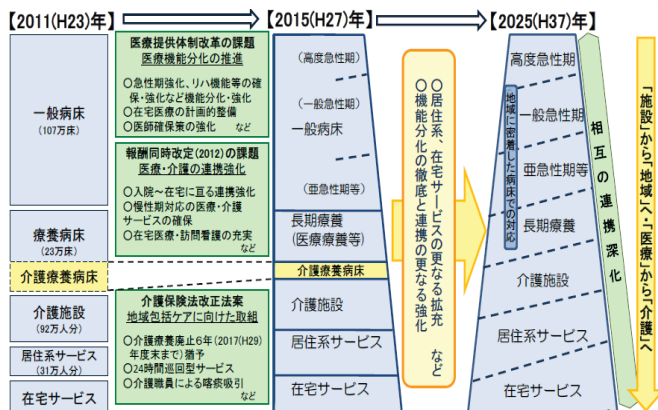 【2011(H23)年】
【2015(H27)年】
【2025(H37)年】
一般病床
(107万床)
療養病床
(23万床)
介護療養病床
介護施設
(92万人分)
居住系サービス
(31万人分)
在宅サービス
医療提供体制改革の課題
医療機能分化の推進
○急性期強化、リハ機能等の確
保・強化など機能分化・強化
○在宅医療の計画的整備
○医師確保策の強化 など
報酬同時改定(2012)の課題
医療・介護の連携強化
○入院～在宅に亘る連携強化
○慢性期対応の医療・介護
サービスの確保
○在宅医療・訪問看護の充実
など
介護保険法改正法案
地域包括ケアに向けた取組
○介護療養廃止6年(2017(H29)
年度末まで)猶予
○24時間巡回型サービス
○介護職員による喀痰吸引
など
(高度急性期)
(一般急性期)
一般病床
(亜急性期等)
長期療養
(医療療養等)
介護療養病床
介護施設
居住系サービス
在宅サービス
○居住系、在宅サービスの更なる拡充
○機能分化の徹底と連携の更なる強化
など
高度急性期
一般急性期
亜急性期等
長期療養
介護施設
居住系サービス
在宅サービス
地域に密着した病床での対応
相互の連携深化
「施設」から「地域」へ・「医療」から「介護」へ